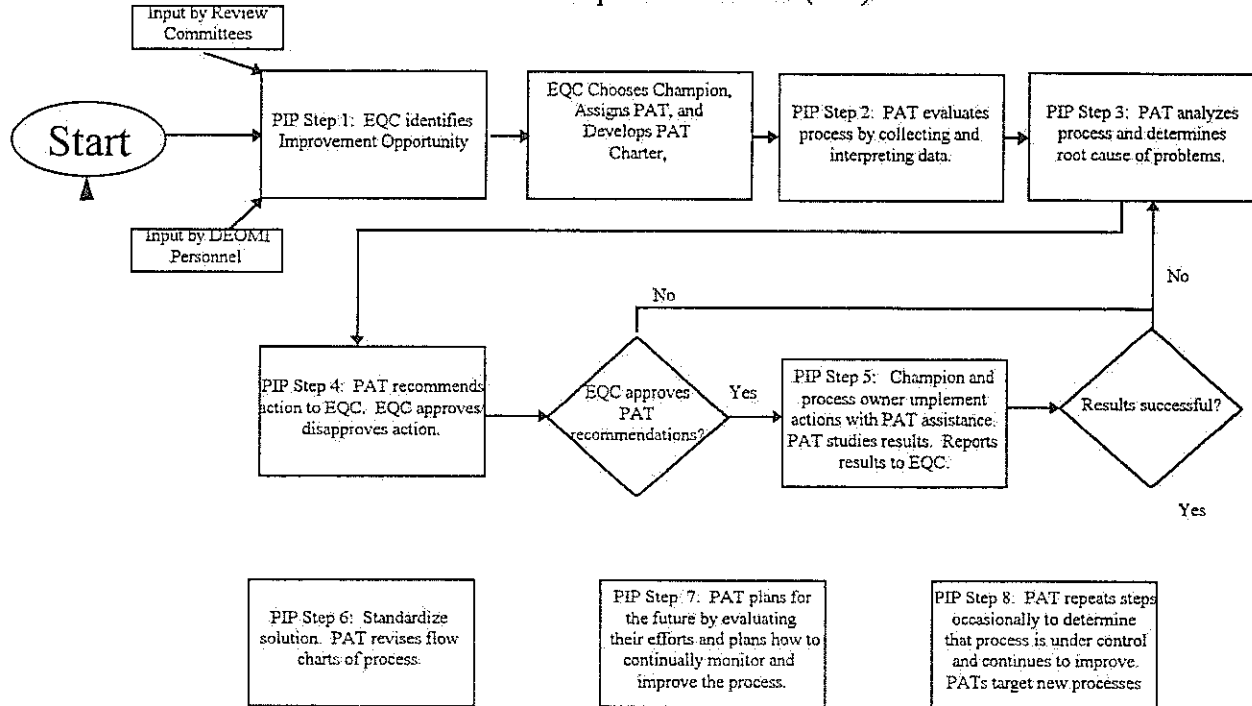 Input by Review
Committees
Start
PIP Step 1: EQC identifies
Improvement Opportunity
EQC Chooses Champion,
Assigns PAT, and
Develops PAT
Charter,
PIP Step 2: PAT evaluates
process by collecting and
interpreting data.
PIP Step 3: PAT analyzes
process and determines
root cause of problems.
Input by DEOMI
Personnel
No
No
PIP Step 4: PAT recommends
action to EQC. EQC approves/
disapproves action.
EQC approves
PAT
recommendations?
Yes
PIP Step 5: Champion and
process owner implement
actions with PAT assistance.
PAT studies results. Reports
results to EQC.
Results successful?
Yes
PIP Step 6: Standardize
solution. PAT revises flow
charts of process.
PIP Step 7: PAT plans for
the future by evaluating
their efforts and plans how to
continually monitor and
improve the process.
PIP Step 8: PAT repeats steps
occasionally to determine
that process is under control
and continues to improve.
PATs target new processes